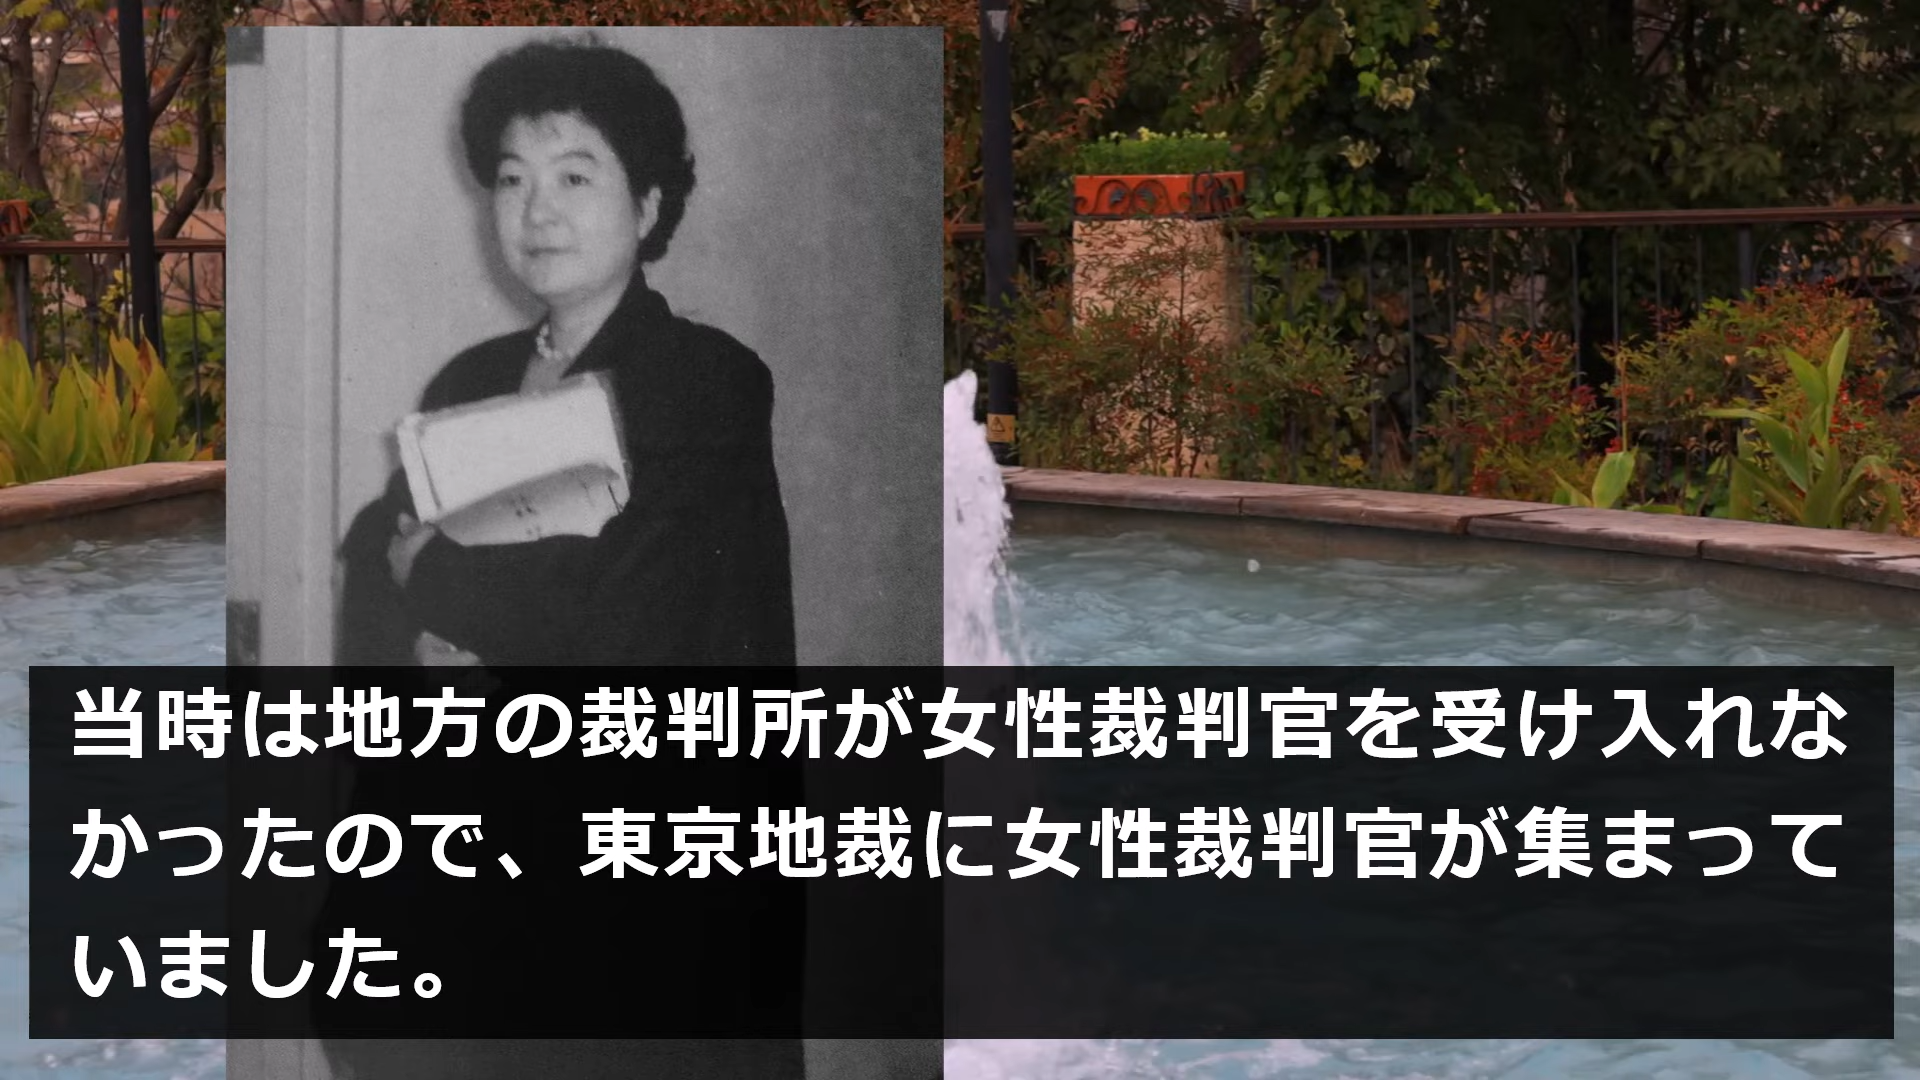 当時は地方の裁判所が女性裁判官を受け入れな
かったので、東京地裁に女性裁判官が集まって
いました。